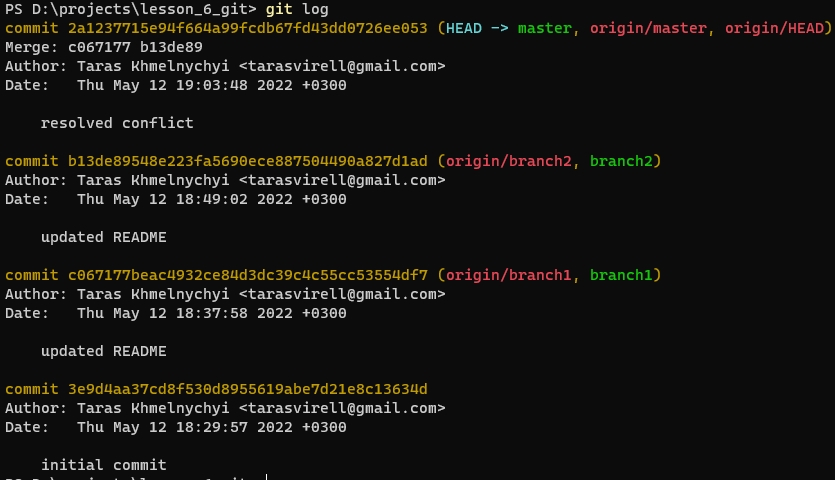 PS D:\projects\lesson_6_git> git log
commit 2a1237715e94f664a99fcdb67fd43dd0726ee053 (HEAD -> master, origin/master, origin/HEAD)
Merge: c067177 b13de89
Author: Taras Khmelnychyi <tarasvirell@gmail.com>
Date:   Thu May 12 19:03:48 2022 +0300

    resolved conflict

commit b13de89548e223fa5690ece887504490a827d1ad (origin/branch2, branch2)
Author: Taras Khmelnychyi <tarasvirell@gmail.com>
Date:   Thu May 12 18:49:02 2022 +0300

    updated README

commit c067177beac4932ce84d3dc39c4c55cc53554df7 (origin/branch1, branch1)
Author: Taras Khmelnychyi <tarasvirell@gmail.com>
Date:   Thu May 12 18:37:58 2022 +0300

    updated README

commit 3e9d4aa37cd8f530d8955619abe7d21e8c13634d
Author: Taras Khmelnychyi <tarasvirell@gmail.com>
Date:   Thu May 12 18:29:57 2022 +0300

    initial commit